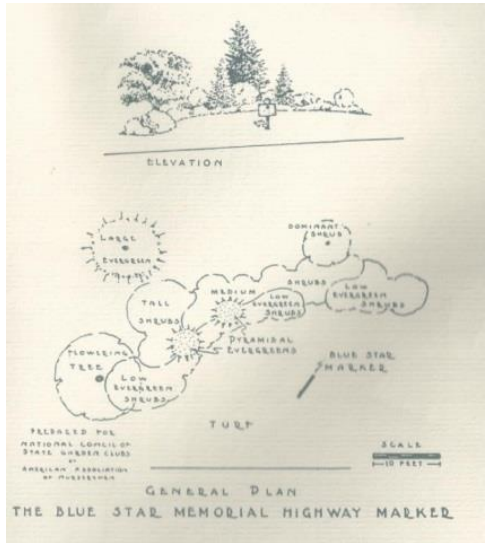 ELEVATION
LARGE
EVERGREEN
DOMINANT
SHRUB
TALL
SHRUBS
MEDIUM
SHRUBS
LOW
EVERGREEN
SHRUBS
LOW
EVERGREEN
SHRUBS
PYRAMIDAL
EVERGREENS
FLOWERING
TREE
LOW
EVERGREEN
SHRUBS
BLUE STAR
MARKER
TURF
PREPARED FOR
NATIONAL COUNCIL OF
STATE GARDEN CLUBS
BY
AMERICAN ASSOCIATION
OF NURSERYMEN
SCALE
10 FEET
GENERAL PLAN
THE BLUE STAR MEMORIAL HIGHWAY MARKER